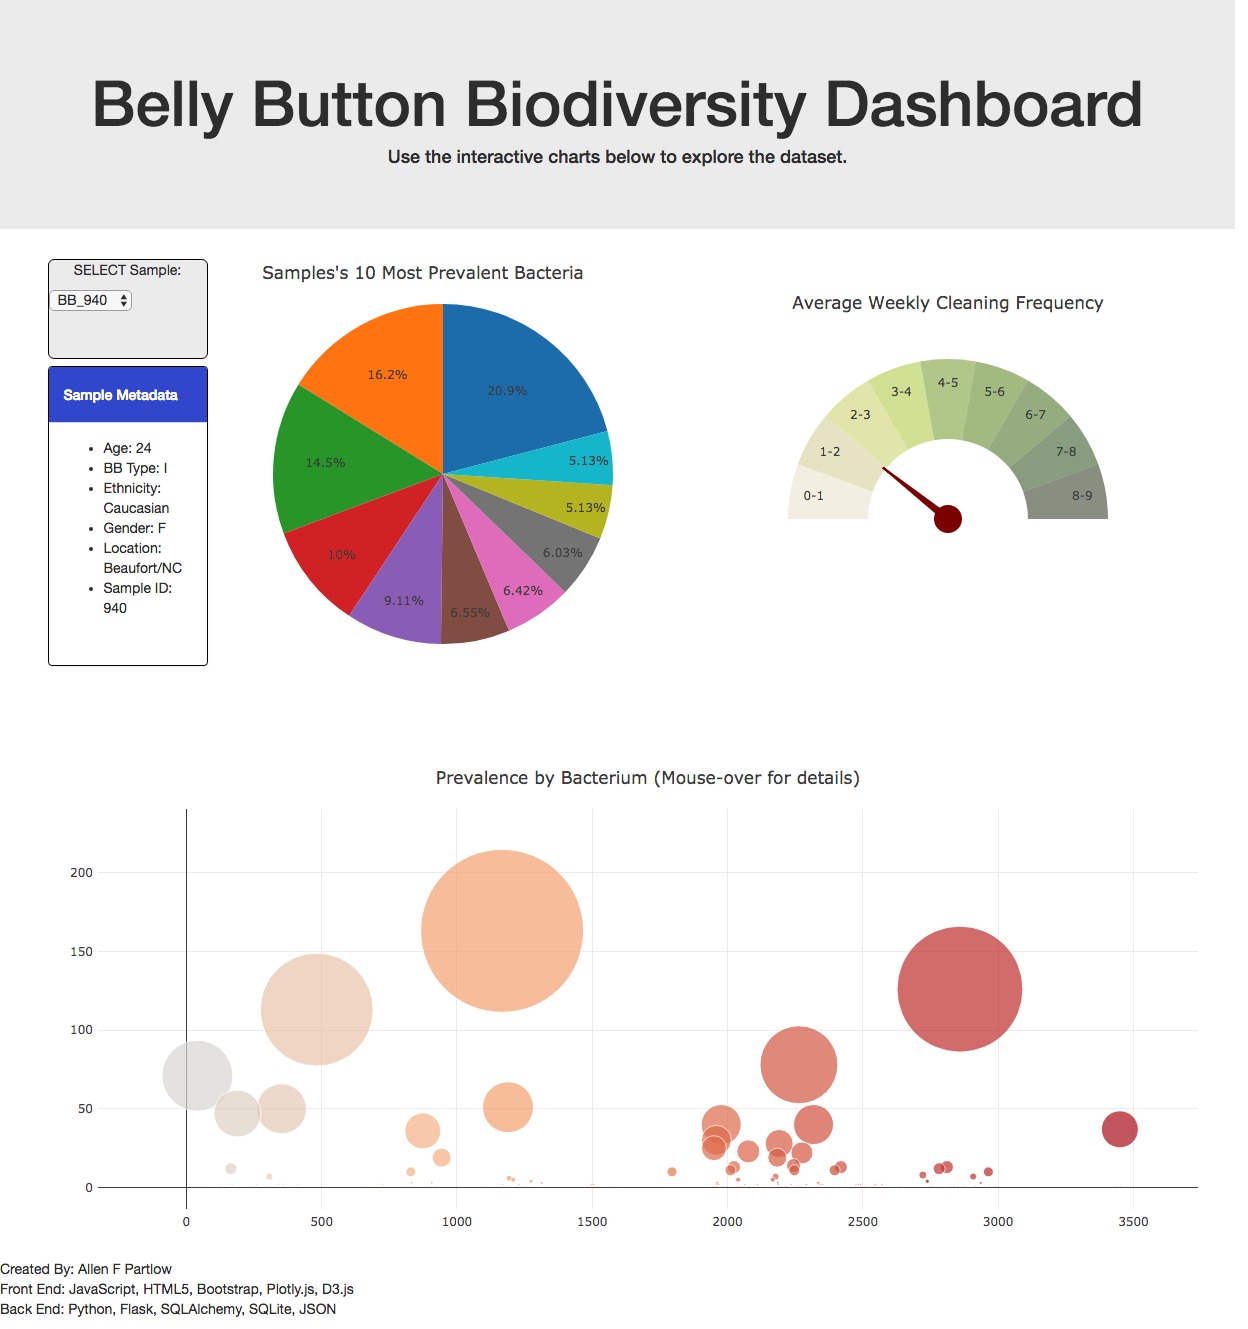 Belly Button Biodiversity Dashboard
Use the interactive charts below to explore the dataset.
SELECT Sample:
BB_940
Sample Metadata
Age: 24
BB Type: I
Ethnicity:
Caucasian
Gender: F
Location:
Beaufort/NC
Sample ID:
940
Samples's 10 Most Prevalent Bacteria
20.9%
16.2%
14.5%
10%
9.11%
6.55%
6.42%
6.03%
5.13%
5.13%
Average Weekly Cleaning Frequency
0-1
1-2
2-3
3-4
4-5
5-6
6-7
7-8
8-9
Prevalence by Bacterium (Mouse-over for details)
200
150
100
50
0
0
500
1000
1500
2000
2500
3000
3500
Created By: Allen F Partlow
Front End: JavaScript, HTML5, Bootstrap, Plotly.js, D3.js
Back End: Python, Flask, SQLAlchemy, SQLite, JSON